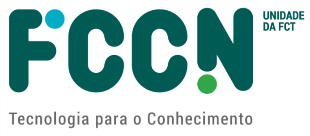 FCCN
UNIDADE
DA FCT
Tecnologia para o Conhecimento